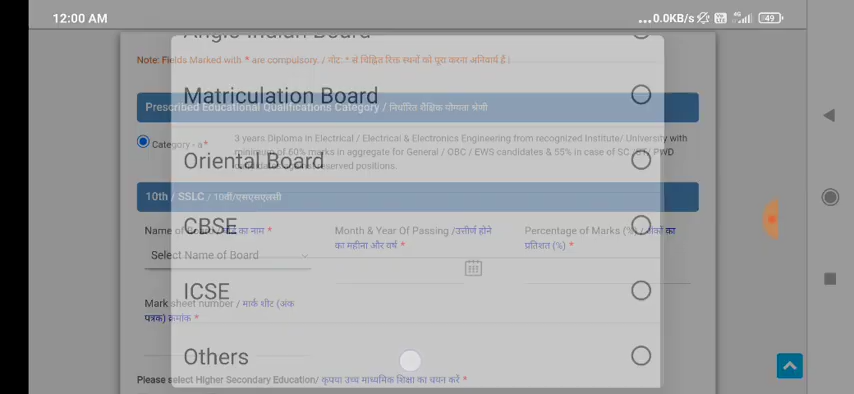 12:00 AM
...0.0KB/s 49
Anglo Indian Board
Note: Fields Marked with * are compulsory. / नोट: * से चिह्नित रिक्त स्थानों को पूरा करना अनिवार्य हैं।
Matriculation Board
Prescribed Educational Qualifications Category / निर्धारित शैक्षिक योग्यता श्रेणी
Category - a *
3 years Diploma in Electrical / Electrical & Electronics Engineering from recognized Institute/ University with
minimum of 60% marks in aggregate for General / OBC / EWS candidates & 55% in case of SC /ST/ PWD
reserved positions.
Oriental Board
10th / SSLC / 10वीं/एसएसएलसी
CBSE
Name of Board / बोर्ड का नाम *
Month & Year Of Passing /उत्तीर्ण होने
का महीना और वर्ष *
Percentage of Marks (%) / अंकों का
प्रतिशत (%) *
Select Name of Board
ICSE
Mark sheet number / मार्क शीट (अंक
पत्रक) क्रमांक *
Others
Please select Higher Secondary Education/ कृपया उच्च माध्यमिक शिक्षा का चयन करें *